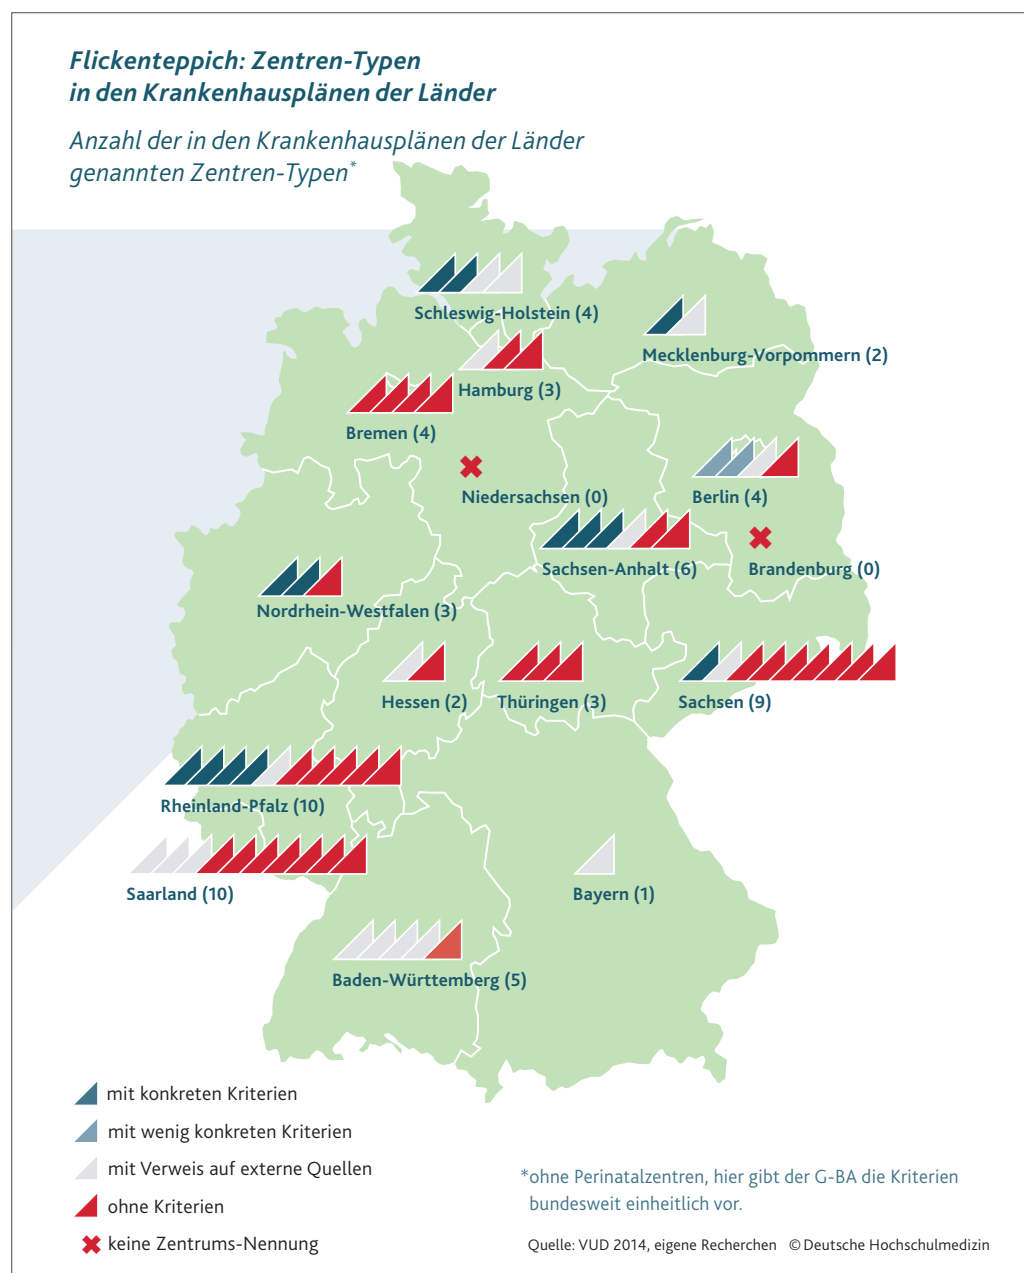 Flickenteppich: Zentren-Typen
in den Krankenhausplänen der Länder
Anzahl der in den Krankenhausplänen der Länder
genannten Zentren-Typen*
Schleswig-Holstein (4)
Mecklenburg-Vorpommern (2)
Hamburg (3)
Bremen (4)
Niedersachsen (0)
Berlin (4)
Sachsen-Anhalt (6)
Brandenburg (0)
Nordrhein-Westfalen (3)
Hessen (2)
Thüringen (3)
Sachsen (9)
Rheinland-Pfalz (10)
Saarland (10)
Bayern (1)
Baden-Württemberg (5)
mit konkreten Kriterien
mit wenig konkreten Kriterien
mit Verweis auf externe Quellen
ohne Kriterien
keine Zentrums-Nennung
*ohne Perinatalzentren, hier gibt der G-BA die Kriterien
bundesweit einheitlich vor.
Quelle: VUD 2014, eigene Recherchen © Deutsche Hochschulmedizin